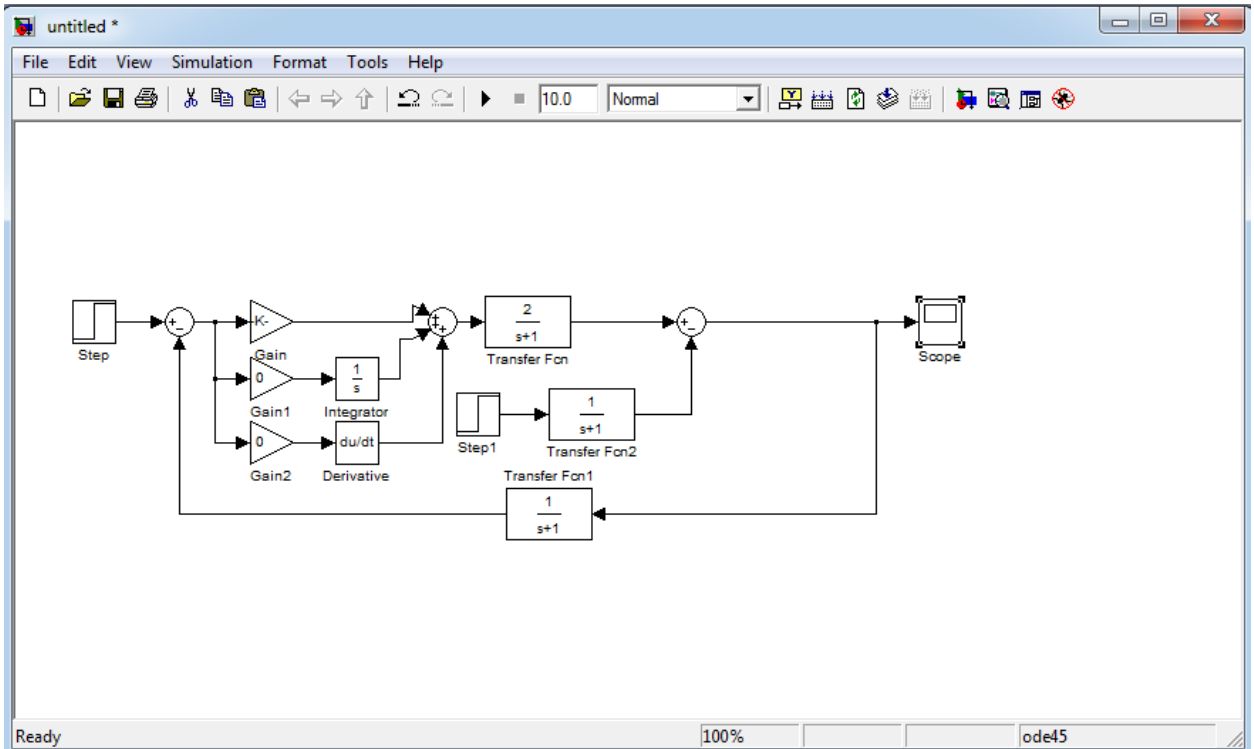 untitled *
File Edit View Simulation Format Tools Help
10.0 Normal
Step
+-
K-
Gain
0
Gain1
1
s
Integrator
0
Gain2
du/dt
Derivative
2
s+1
Transfer Fcn
+-
Step1
1
s+1
Transfer Fcn2
Scope
Transfer Fcn1
1
s+1
Ready 100% ode45